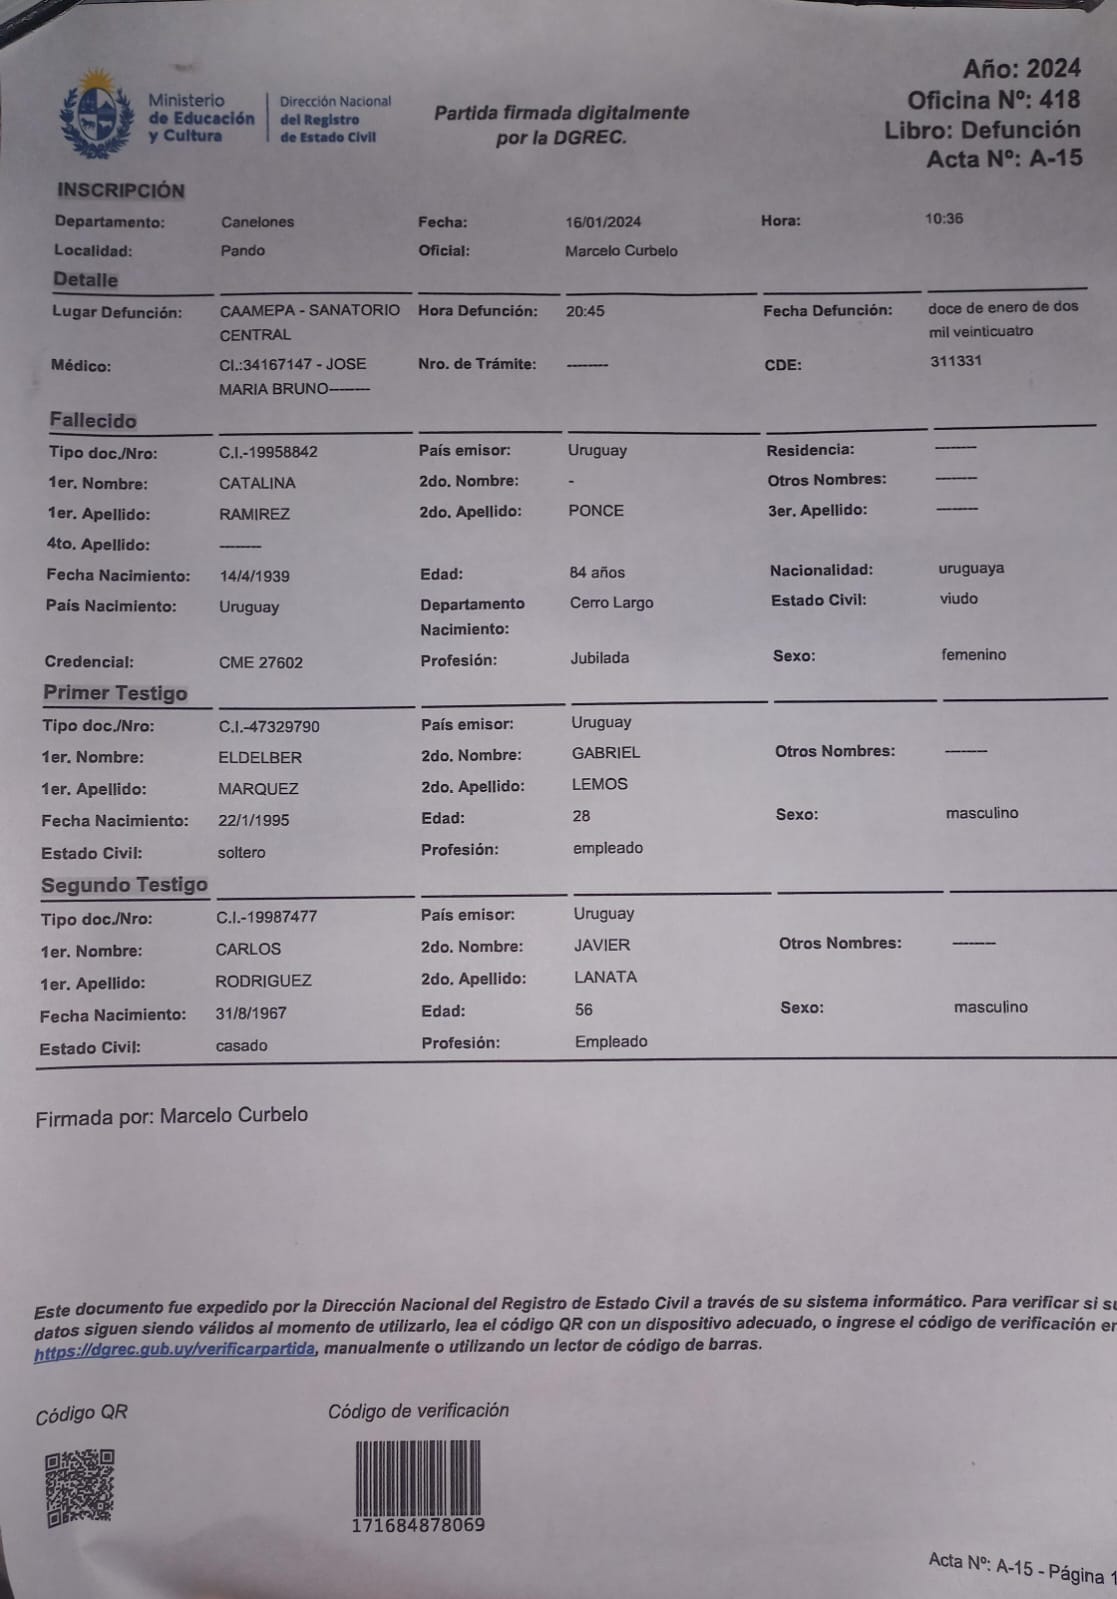 Año: 2024
Oficina Nº: 418
Libro: Defunción
Acta Nº: A-15
Ministerio
de Educación
y Cultura
Dirección Nacional
del Registro
de Estado Civil
Partida firmada digitalmente
por la DGREC.
INSCRIPCIÓN
Departamento: Canelones Fecha: 16/01/2024 Hora: 10:36
Localidad: Pando Oficial: Marcelo Curbelo
Detalle
Lugar Defunción: CAAMEPA - SANATORIO CENTRAL Hora Defunción: 20:45 Fecha Defunción: doce de enero de dos mil veinticuatro
Médico: CI.:34167147 - JOSE MARIA BRUNO-------- Nro. de Trámite: -------- CDE: 311331
Fallecido
Tipo doc./Nro: C.I.-19958842 País emisor: Uruguay Residencia: --------
1er. Nombre: CATALINA 2do. Nombre: - Otros Nombres: --------
1er. Apellido: RAMIREZ 2do. Apellido: PONCE 3er. Apellido: --------
4to. Apellido: --------
Fecha Nacimiento: 14/4/1939 Edad: 84 años Nacionalidad: uruguaya
País Nacimiento: Uruguay Departamento Nacimiento: Cerro Largo Estado Civil: viudo
Credencial: CME 27602 Profesión: Jubilada Sexo: femenino
Primer Testigo
Tipo doc./Nro: C.I.-47329790 País emisor: Uruguay
1er. Nombre: ELDELBER 2do. Nombre: GABRIEL Otros Nombres: --------
1er. Apellido: MARQUEZ 2do. Apellido: LEMOS
Fecha Nacimiento: 22/1/1995 Edad: 28 Sexo: masculino
Estado Civil: soltero Profesión: empleado
Segundo Testigo
Tipo doc./Nro: C.I.-19987477 País emisor: Uruguay
1er. Nombre: CARLOS 2do. Nombre: JAVIER Otros Nombres: --------
1er. Apellido: RODRIGUEZ 2do. Apellido: LANATA
Fecha Nacimiento: 31/8/1967 Edad: 56 Sexo: masculino
Estado Civil: casado Profesión: Empleado
Firmada por: Marcelo Curbelo
Este documento fue expedido por la Dirección Nacional del Registro de Estado Civil a través de su sistema informático. Para verificar si su
datos siguen siendo válidos al momento de utilizarlo, lea el código QR con un dispositivo adecuado, o ingrese el código de verificación en
https://dgrec.gub.uy/verificarpartida, manualmente o utilizando un lector de código de barras.
Código QR
Código de verificación
171684878069
Acta Nº: A-15 - Página 1